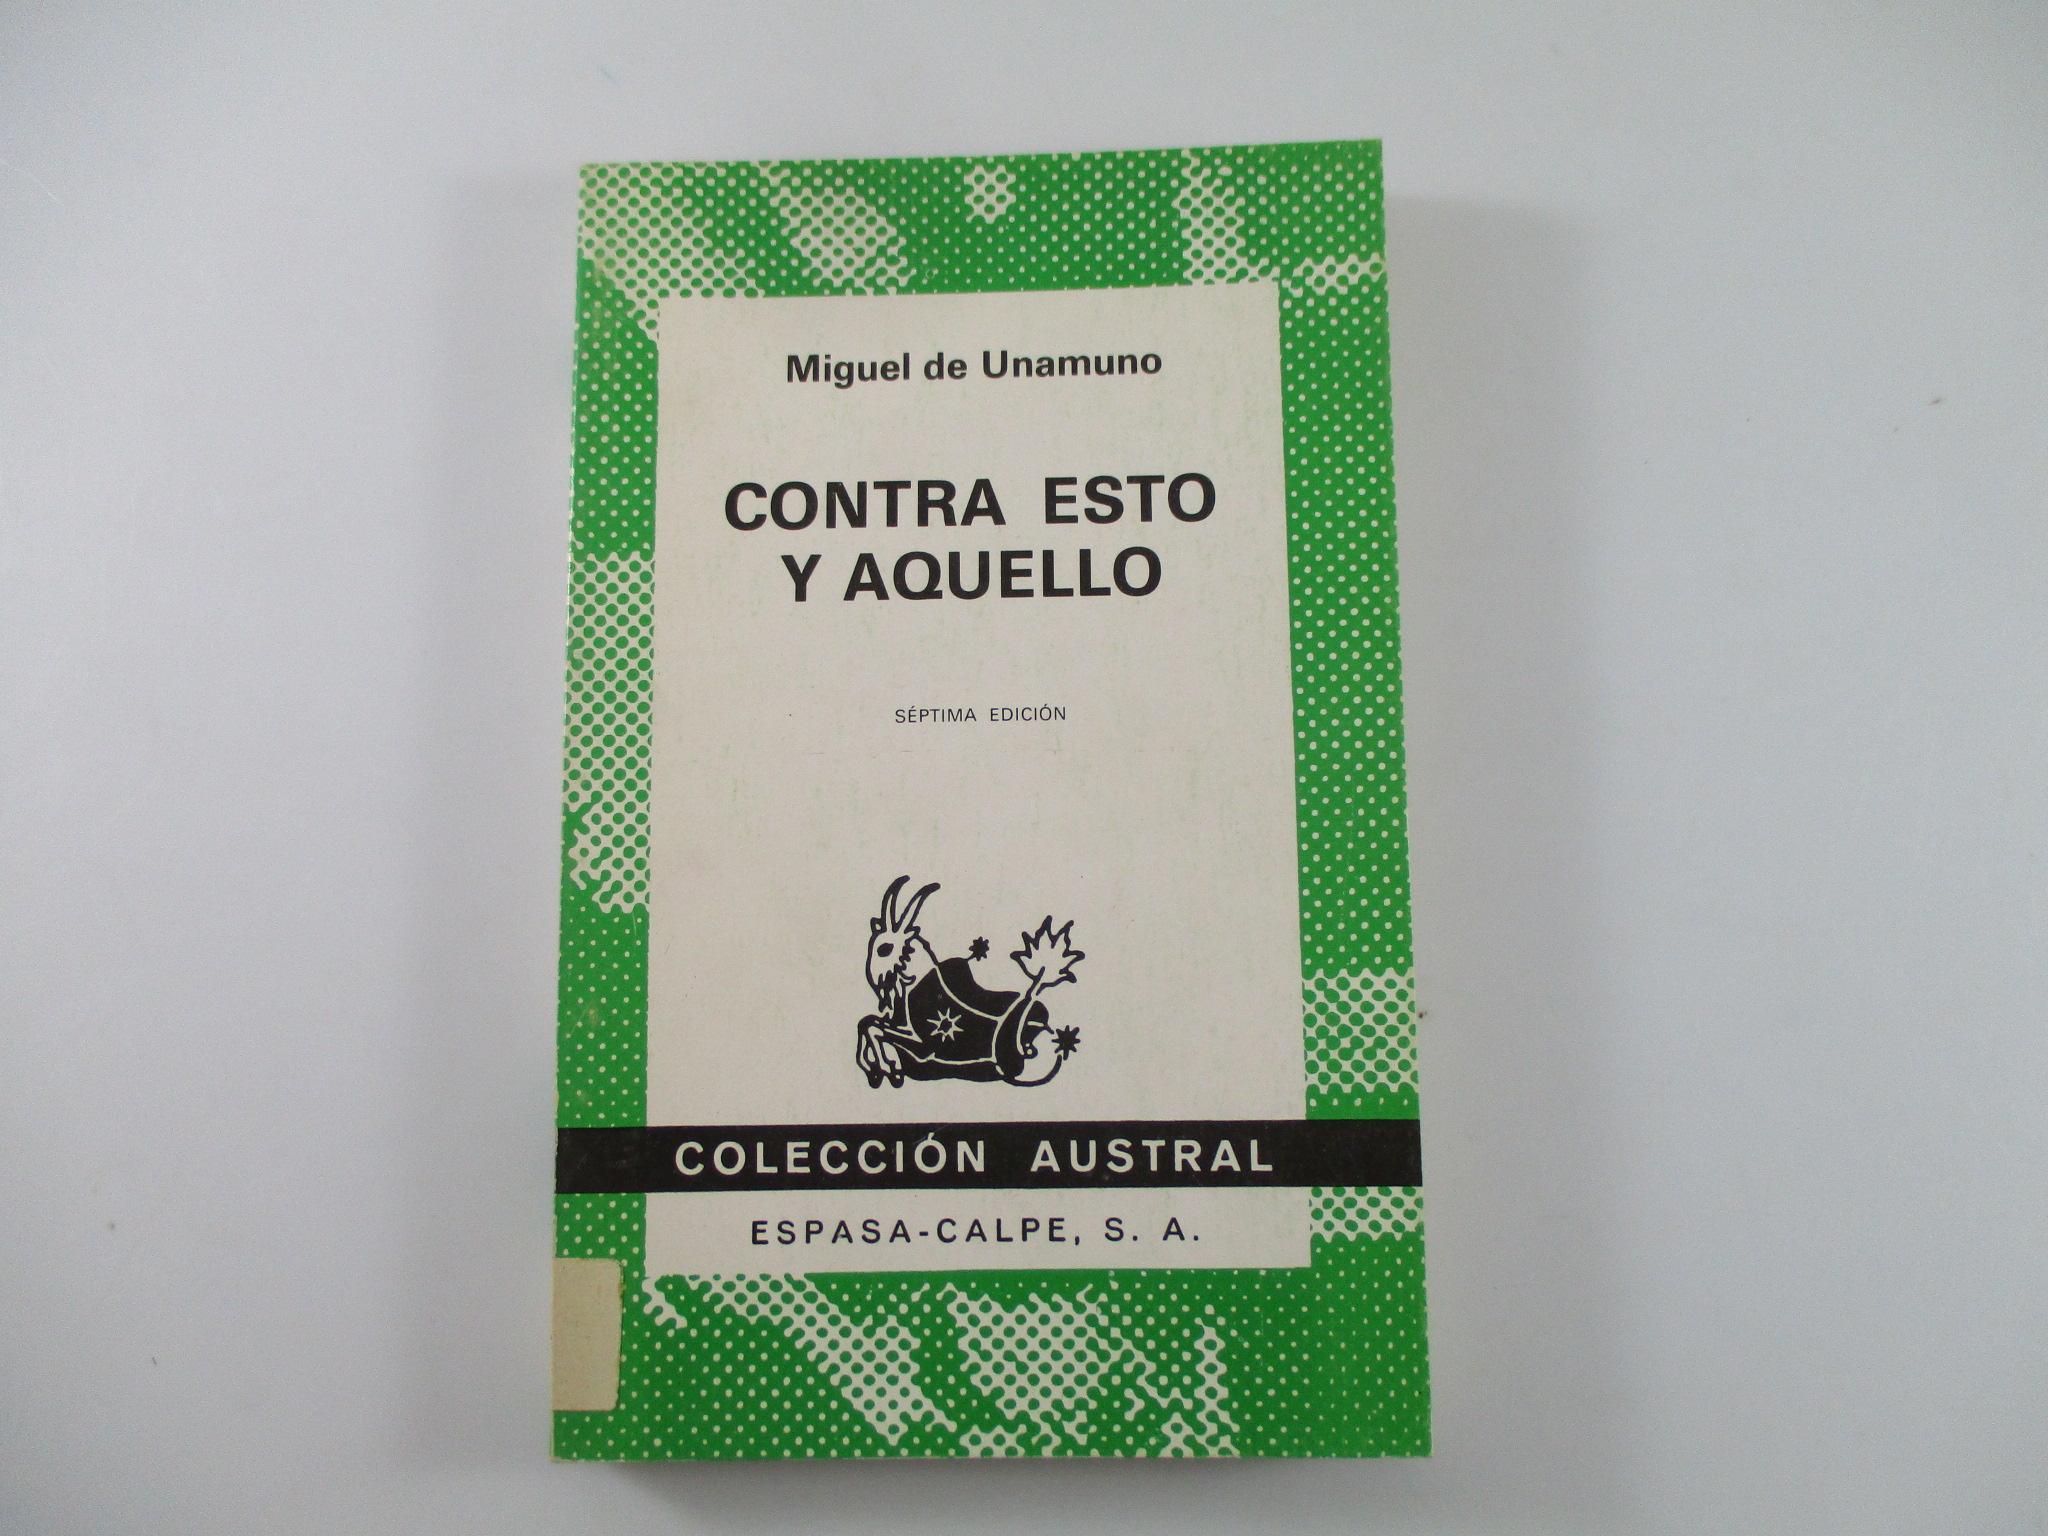 Miguel de Unamuno
CONTRA ESTO
Y AQUELLO
SÉPTIMA EDICIÓN
COLECCIÓN AUSTRAL
ESPASA-CALPE, S. A.